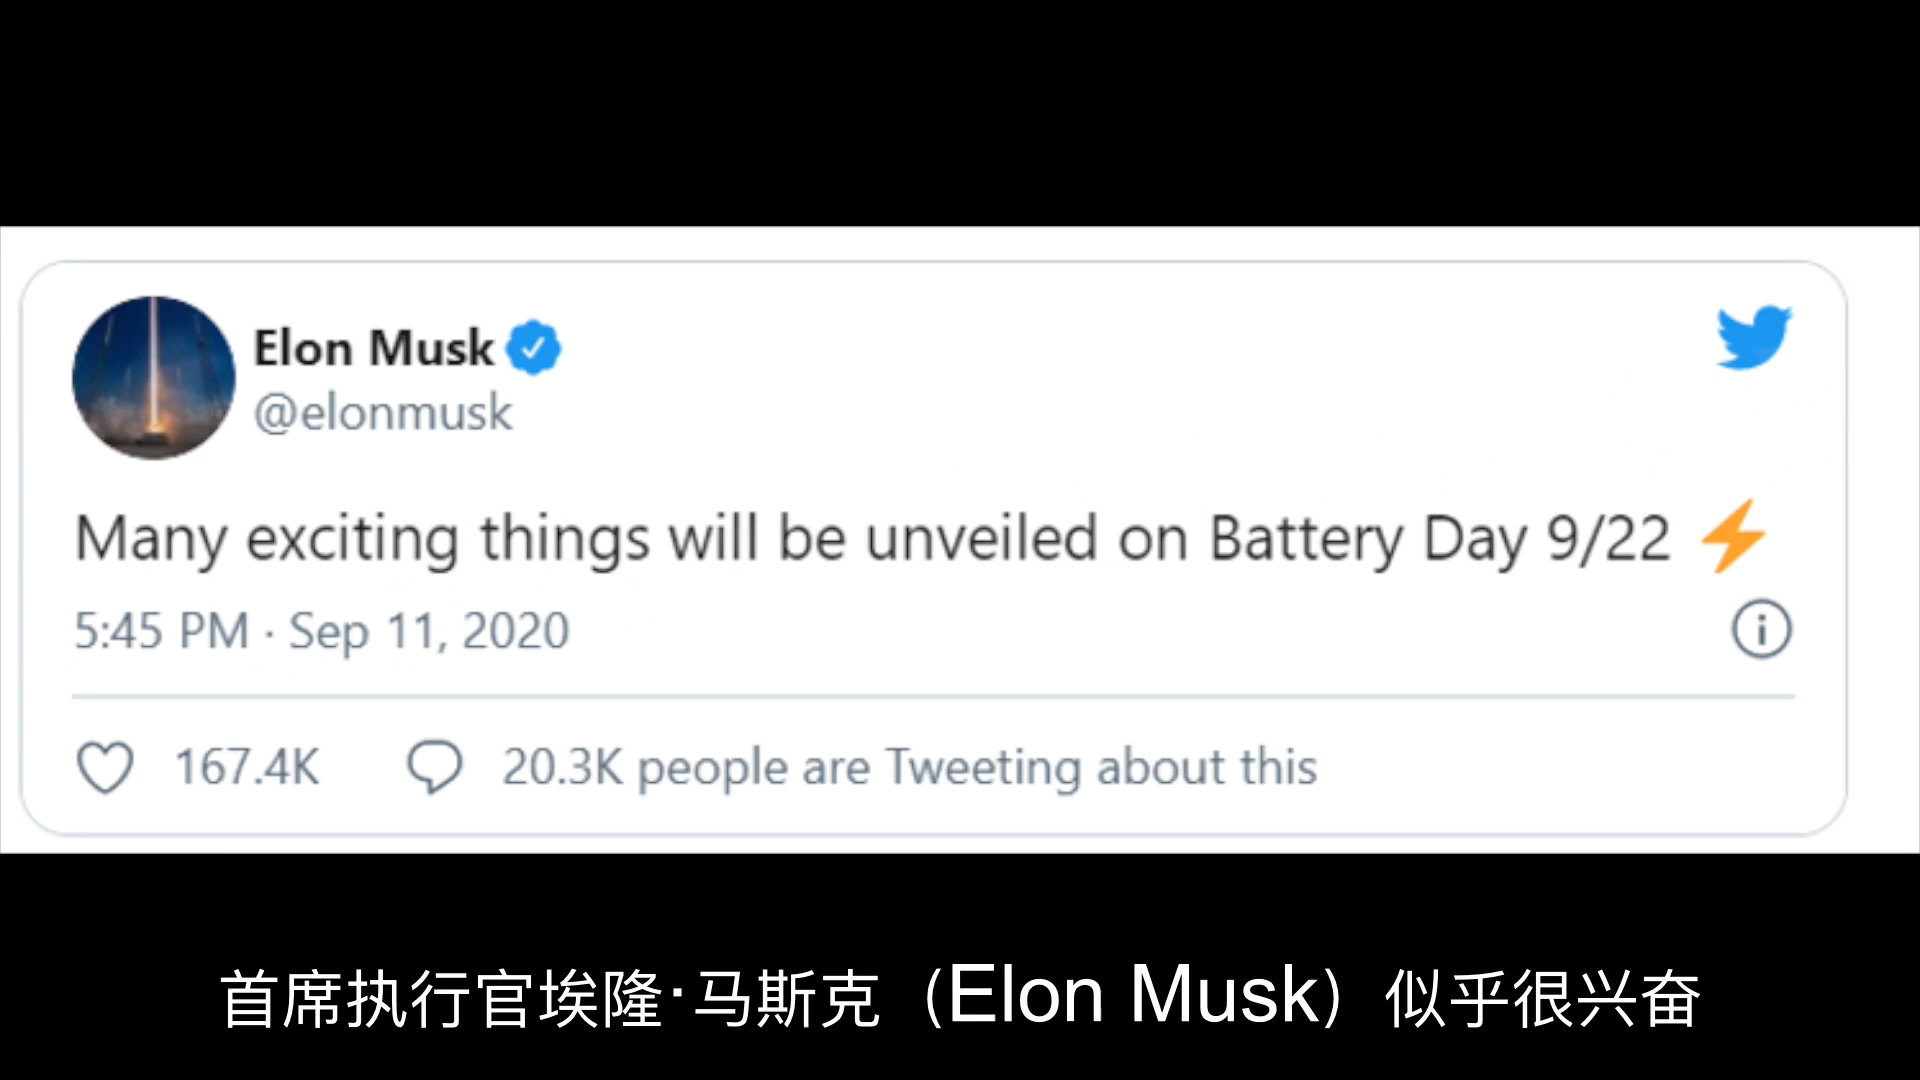 Elon Musk
@elonmusk
Many exciting things will be unveiled on Battery Day 9/22 ⚡
5:45 PM · Sep 11, 2020
167.4K 20.3K people are Tweeting about this
首席执行官埃隆·马斯克（Elon Musk）似乎很兴奋